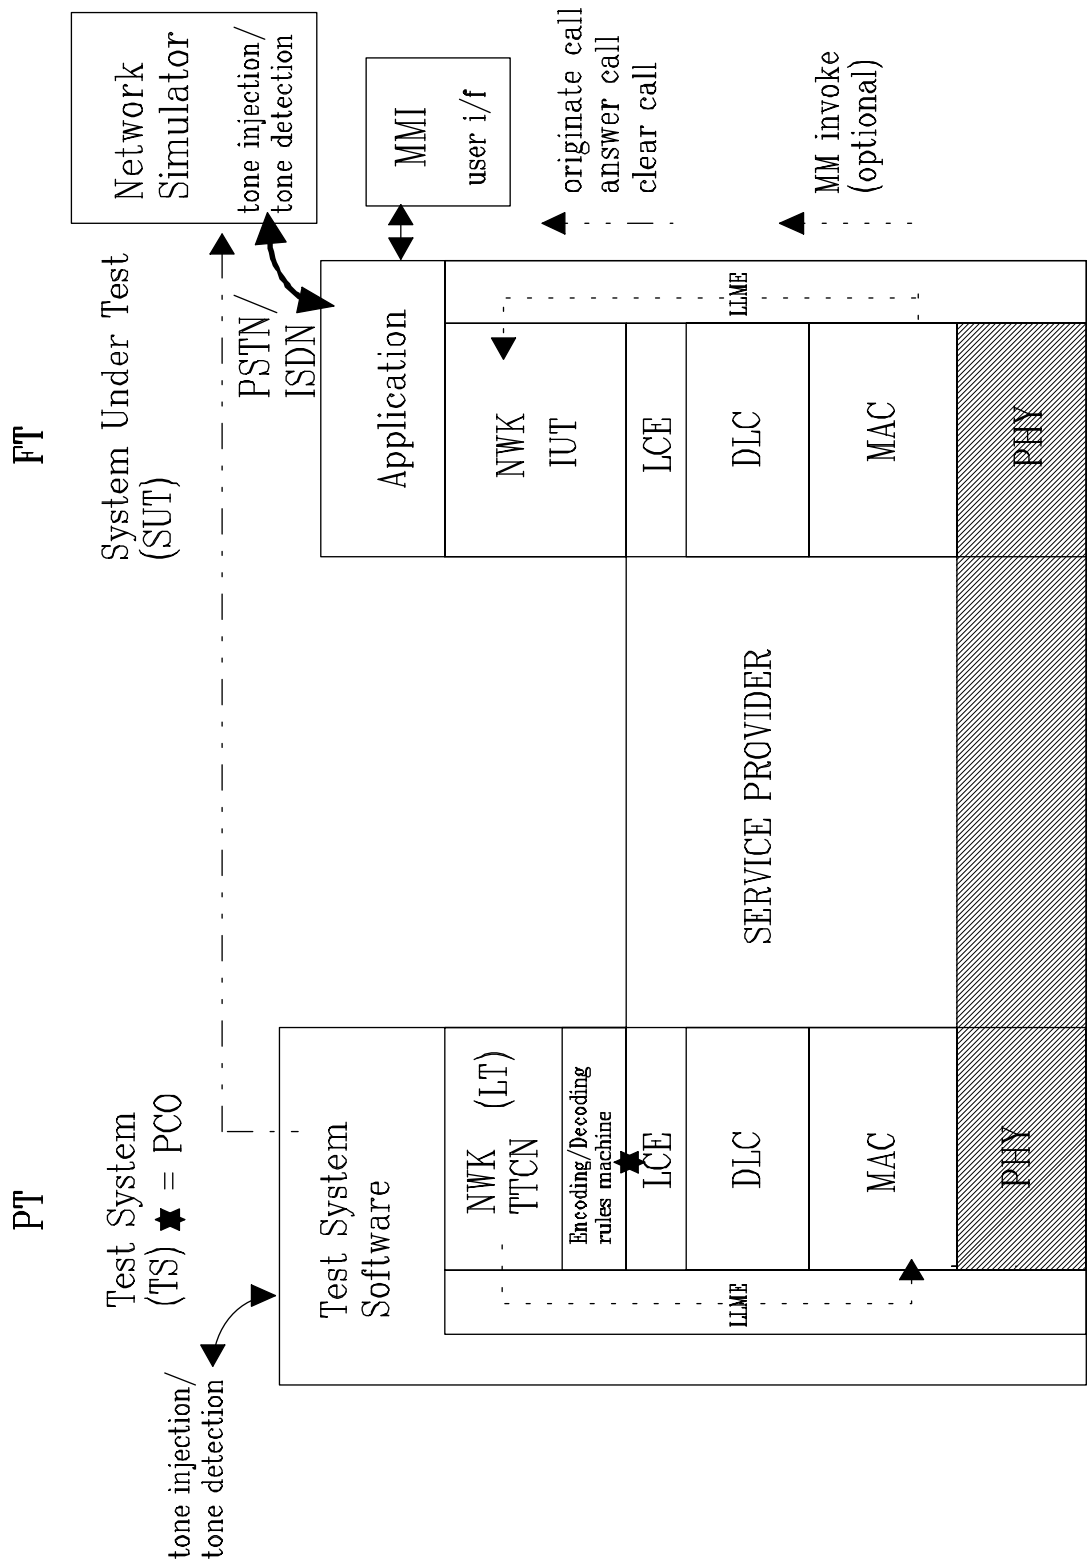 PT
FT
Test System
(TS) = PCO
System Under Test
(SUT)
Network
Simulator
tone injection/
tone detection
tone injection/
tone detection
PSTN/
ISDN
Test System
Software
Application
MMI
user i/f
NWK (LT)
TTCN
Encoding/Decoding
rules machine
LCE
DLC
MAC
PHY
LLME
SERVICE PROVIDER
NWK
IUT
LCE
DLC
MAC
PHY
LLME
originate call
answer call
clear call
MM invoke
(optional)